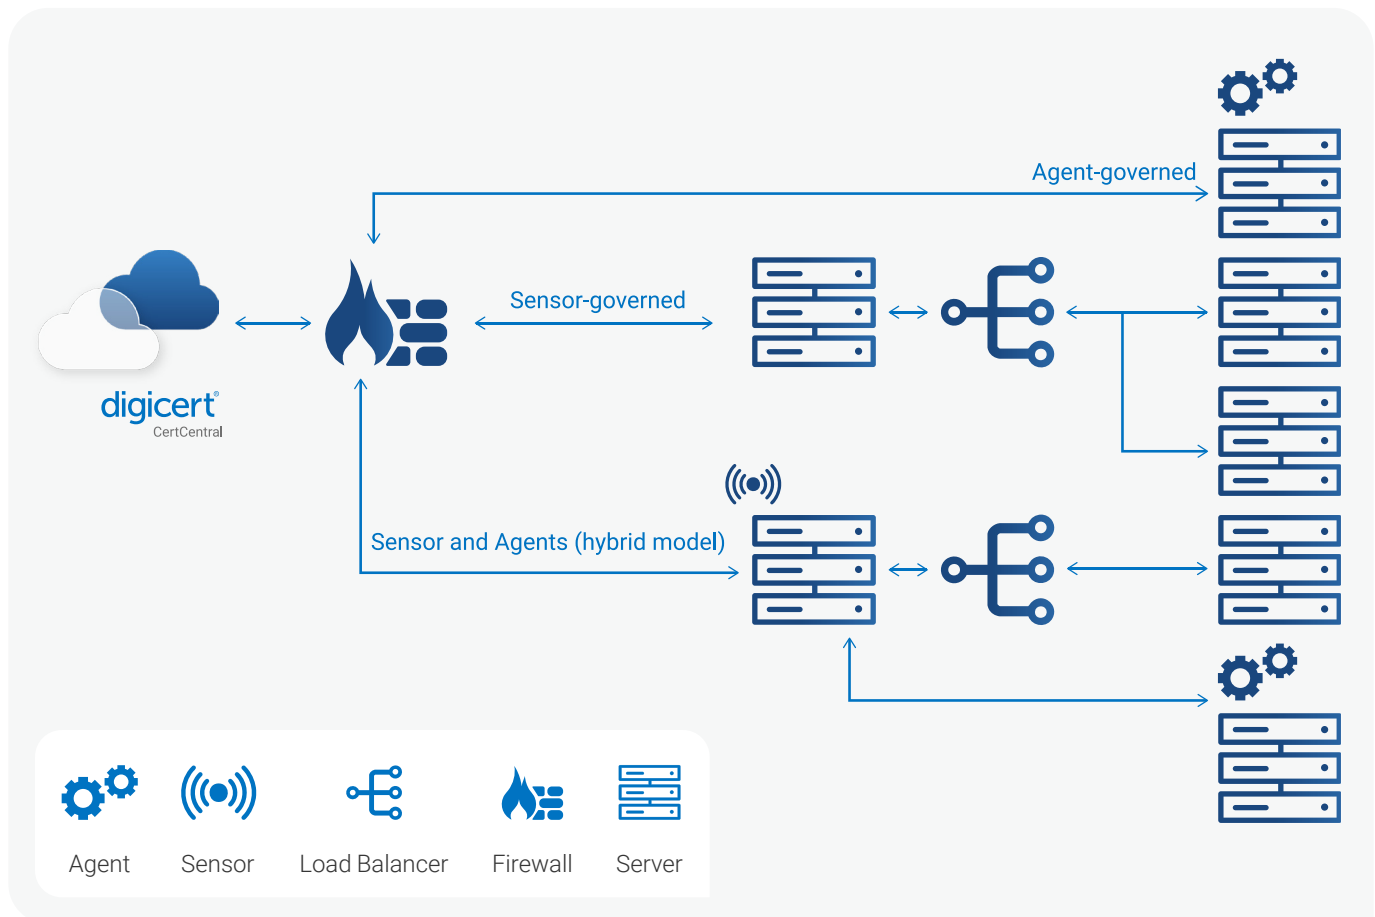 Agent-governed
Sensor-governed
digicert®
CertCentral
Sensor and Agents (hybrid model)
Agent
Sensor
Load Balancer
Firewall
Server